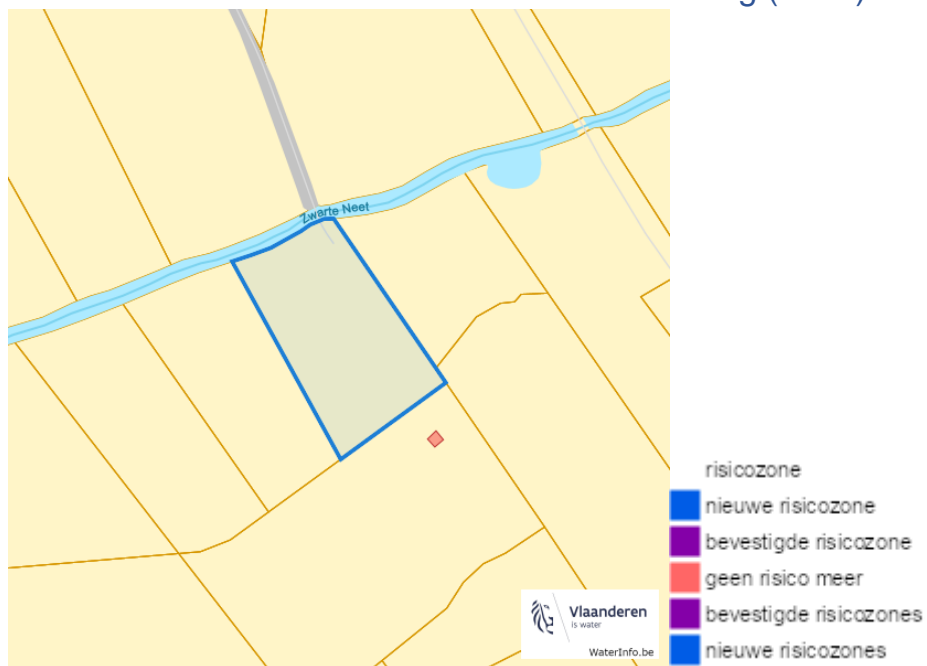 Zwarte Neet
risicozone
nieuwe risicozone
bevestigde risicozone
geen risico meer
bevestigde risicozones
nieuwe risicozones
Vlaanderen
is water
WaterInfo.be